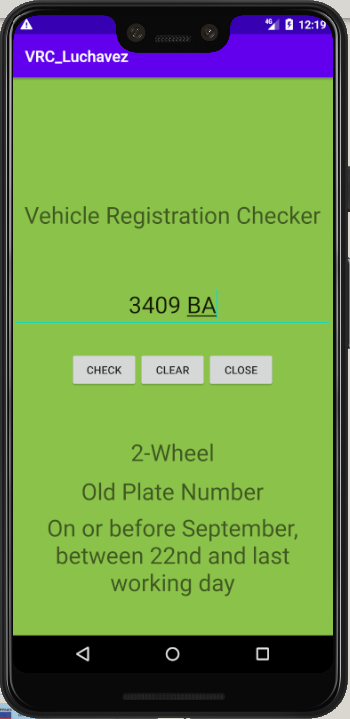 4G 12:19
VRC_Luchavez
Vehicle Registration Checker
3409 BA
CHECK CLEAR CLOSE
2-Wheel
Old Plate Number
On or before September,
between 22nd and last
working day